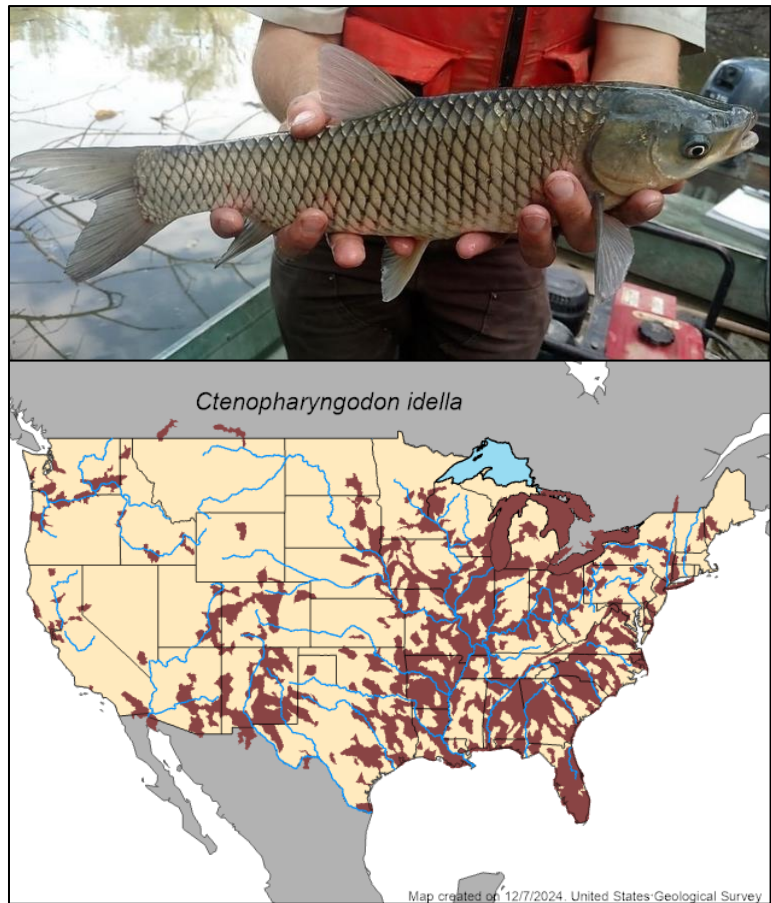 Ctenopharyngodon idella
Map created on 12/7/2024. United States Geological Survey